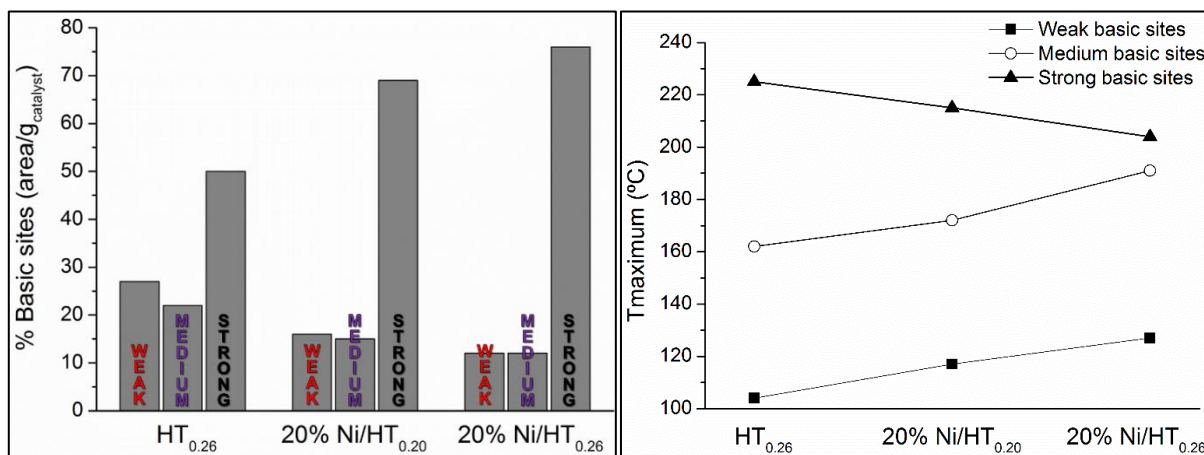 % Basic sites (area/g_catalyst)
80
70
60
50
40
30
20
10
0
WEAK
MEDIUM
STRONG
WEAK
MEDIUM
STRONG
WEAK
MEDIUM
STRONG
HT0.26
20% Ni/HT0.20
20% Ni/HT0.26
Weak basic sites
Medium basic sites
Strong basic sites
Tmaximum (ºC)
240
220
200
180
160
140
120
100
HT0.26
20% Ni/HT0.20
20% Ni/HT0.26